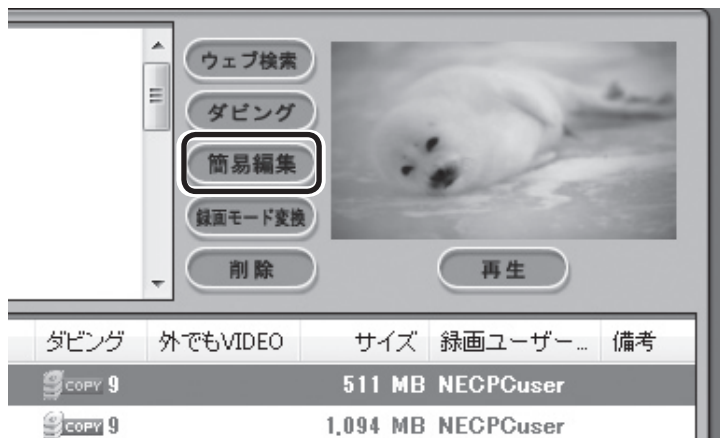 ウェブ検索
ダビング
簡易編集
録画モード変換
削除
再生
ダビング 外でもVIDEO サイズ 録画ユーザー... 備考
COPY 9 511 MB NECPCuser
COPY 9 1,094 MB NECPCuser